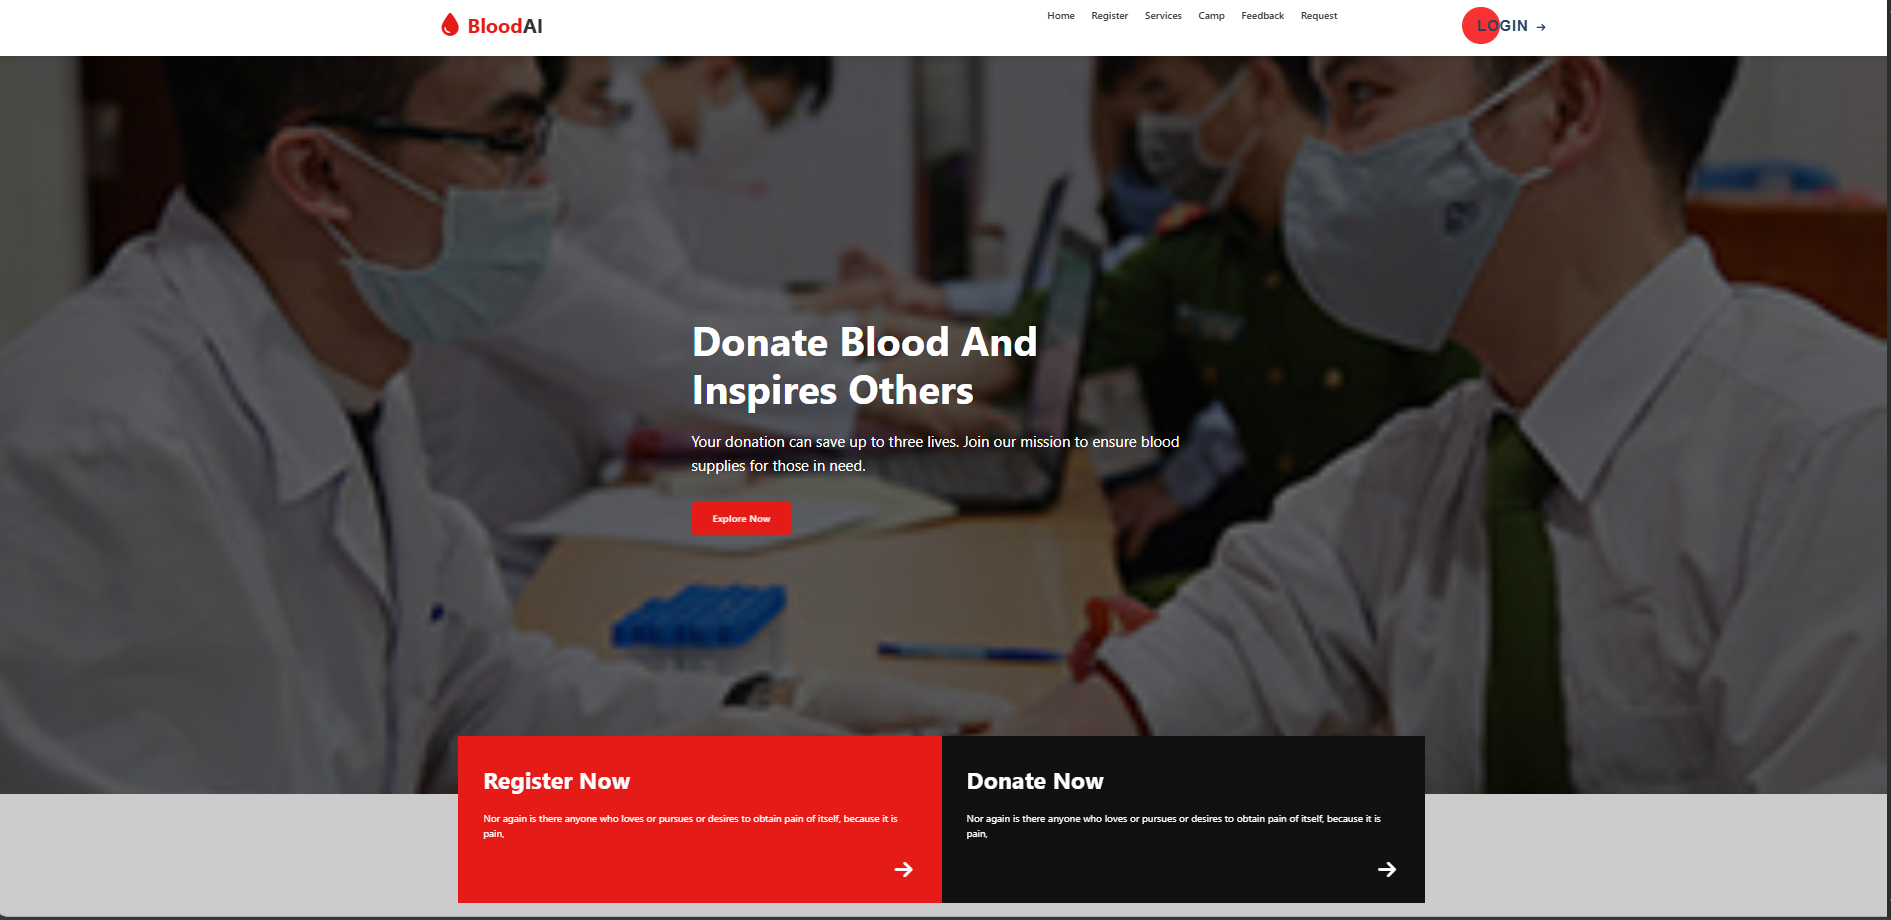 BloodAI
Home Register Services Camp Feedback Request
LOGIN →
Donate Blood And
Inspires Others
Your donation can save up to three lives. Join our mission to ensure blood
supplies for those in need.
Explore Now
Register Now
Nor again is there anyone who loves or pursues or desires to obtain pain of itself, because it is
pain,
→
Donate Now
Nor again is there anyone who loves or pursues or desires to obtain pain of itself, because it is
pain,
→